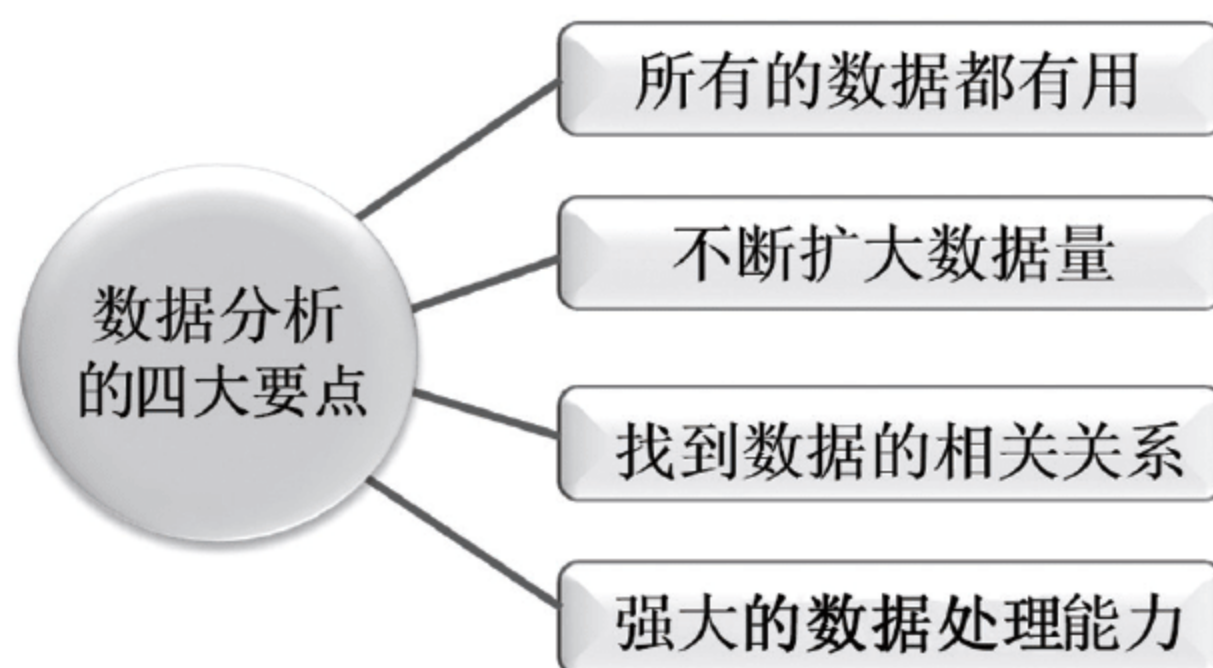 数据分析
的四大要点
所有的数据都有用
不断扩大数据量
找到数据的相关关系
强大的数据处理能力